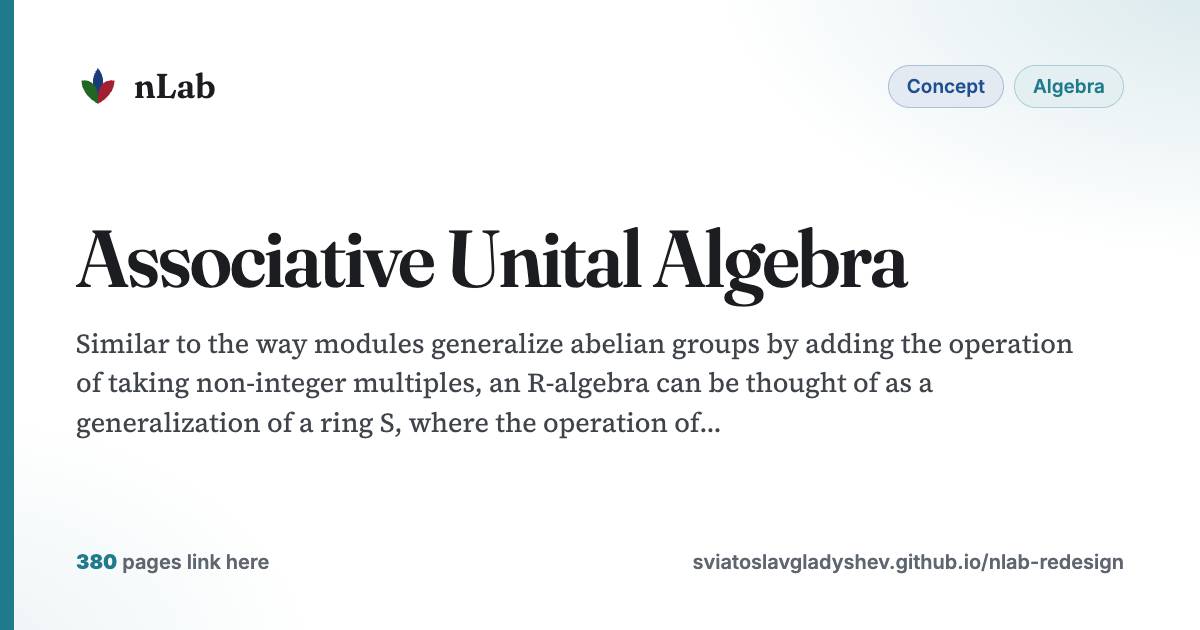 nLab
Concept
Algebra
Associative Unital Algebra
Similar to the way modules generalize abelian groups by adding the operation
of taking non-integer multiples, an R-algebra can be thought of as a
generalization of a ring S, where the operation of...
380 pages link here
sviatoslavgladyshev.github.io/nlab-redesign